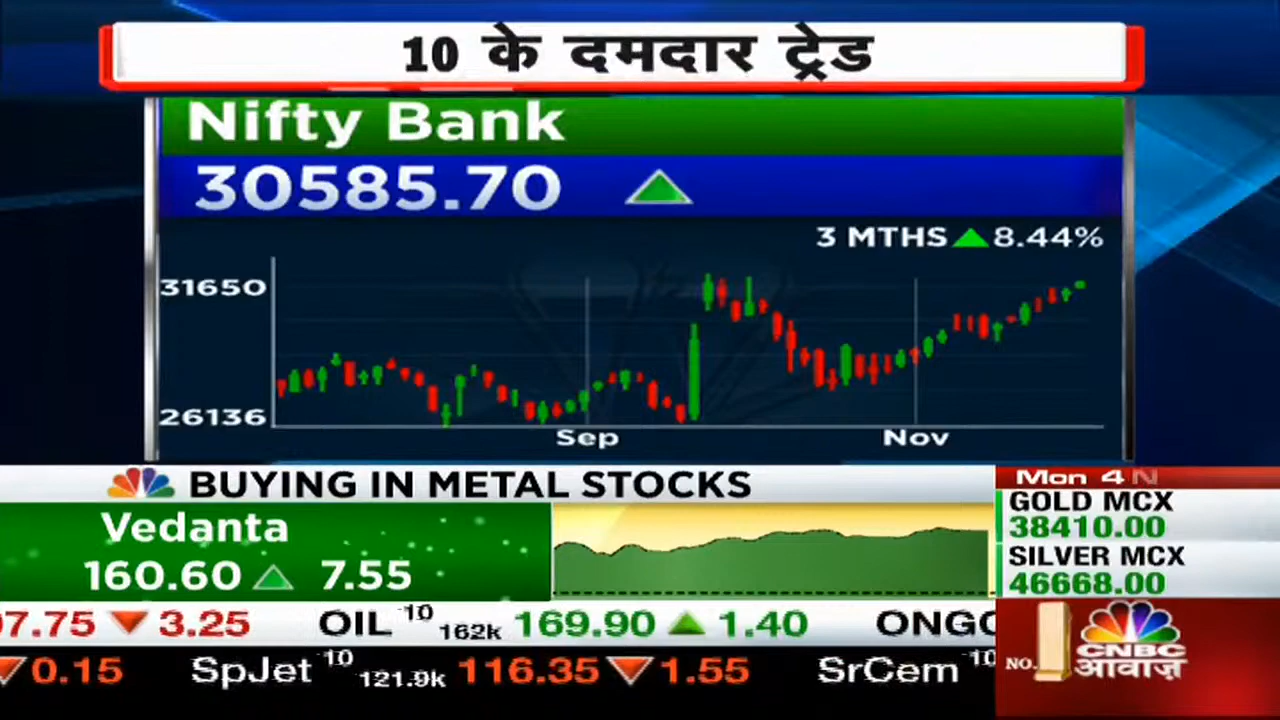 10 के दमदार ट्रेड
Nifty Bank
30585.70
3 MTHS 8.44%
31650
26136
Sep Nov
BUYING IN METAL STOCKS
Vedanta
160.60 7.55
Mon 4 N
GOLD MCX
38410.00
SILVER MCX
46668.00
7.75 3.25 OIL 10 162k 169.90 1.40 ONGC
0.15 SpJet 10 121.9k 116.35 1.55 SrCem 10
NO. 1 CNBC
आवाज़